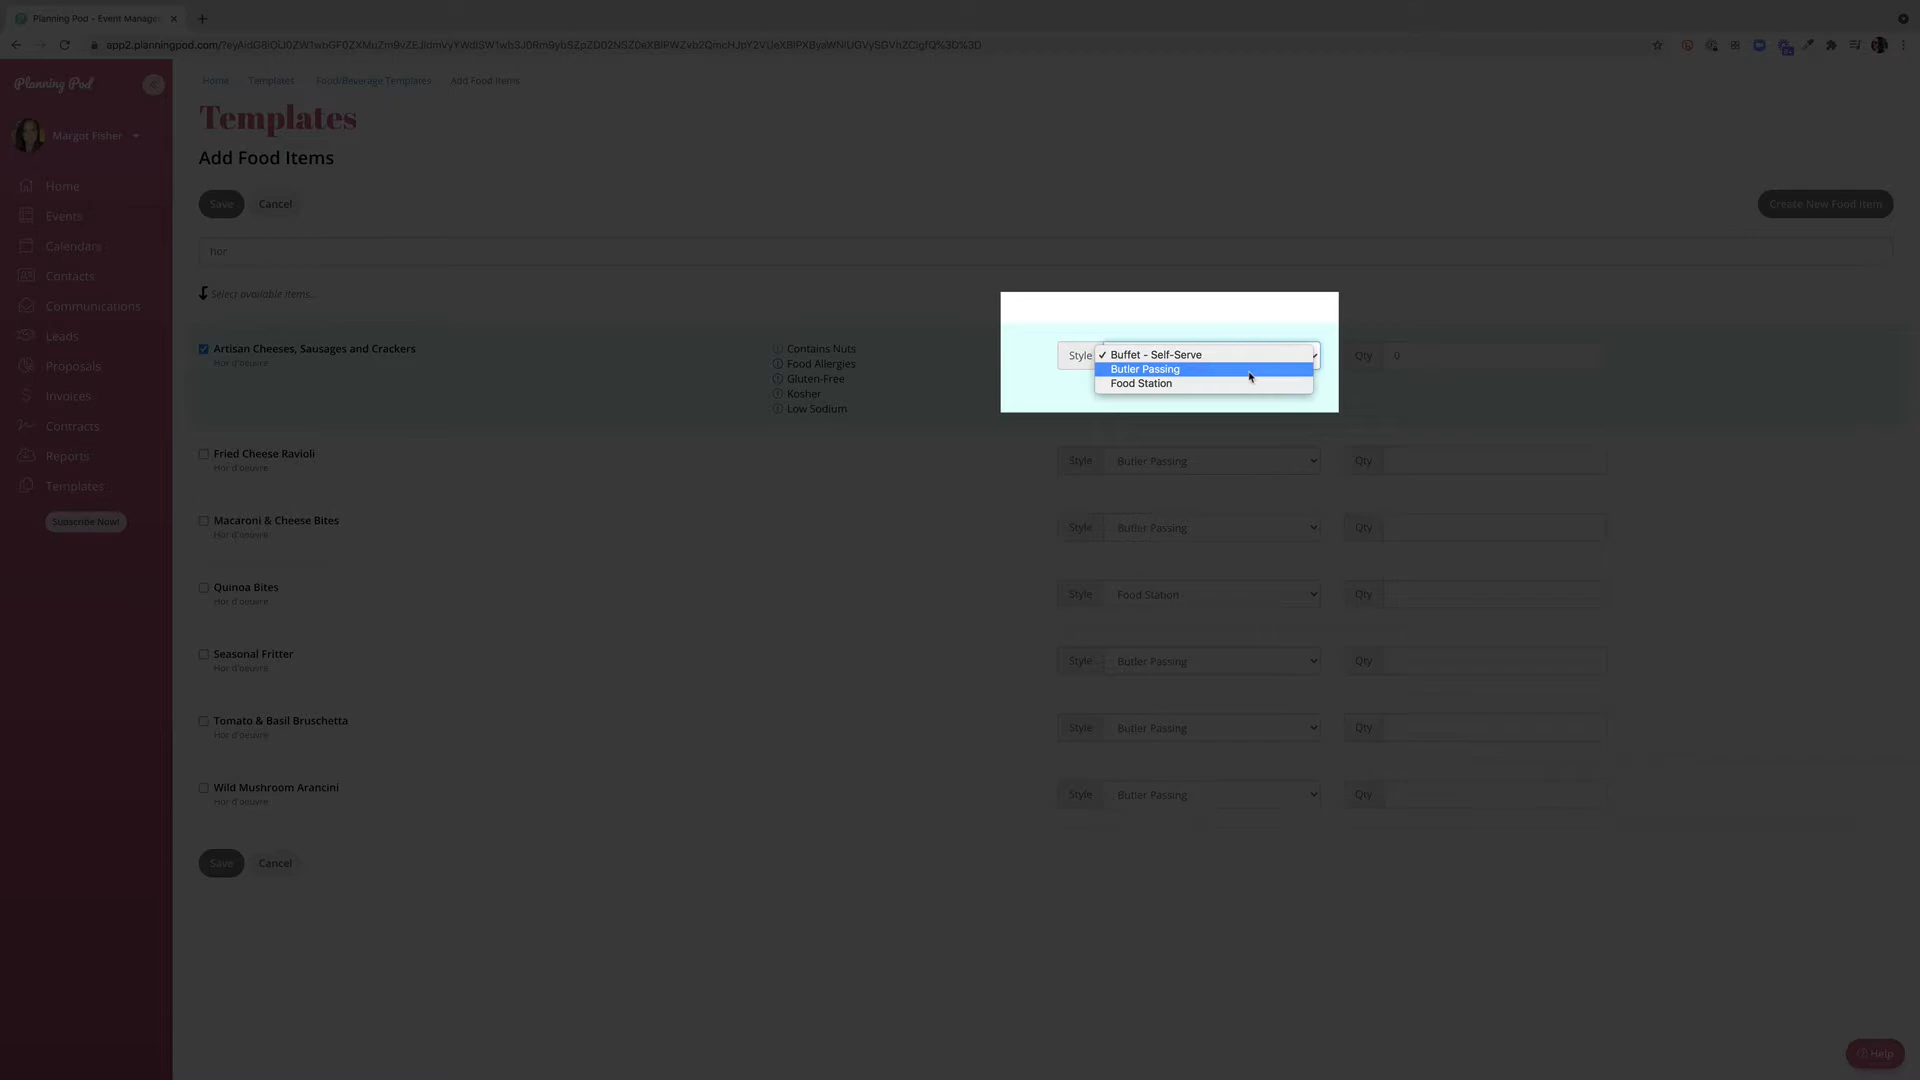 Planning Pod - Event Manage
Planning Pod
Margot Fisher
Home
Events
Calendars
Contacts
Communications
Leads
Proposals
Invoices
Contracts
Reports
Templates
Subscribe Now!
Home
Templates
Food/Beverage Templates
Add Food Items
Templates
Add Food Items
Save
Cancel
Create New Food Item
hor
Select available items...
Artisan Cheeses, Sausages and Crackers
Hor d'oeuvre
Contains Nuts
Food Allergies
Gluten-Free
Kosher
Low Sodium
Style
✓ Buffet - Self-Serve
Butler Passing
Food Station
Qty 0
Fried Cheese Ravioli
Hor d'oeuvre
Style Butler Passing Qty
Macaroni & Cheese Bites
Hor d'oeuvre
Style Butler Passing Qty
Quinoa Bites
Hor d'oeuvre
Style Food Station Qty
Seasonal Fritter
Hor d'oeuvre
Style Butler Passing Qty
Tomato & Basil Bruschetta
Hor d'oeuvre
Style Butler Passing Qty
Wild Mushroom Arancini
Hor d'oeuvre
Style Butler Passing Qty
Save
Cancel
Help